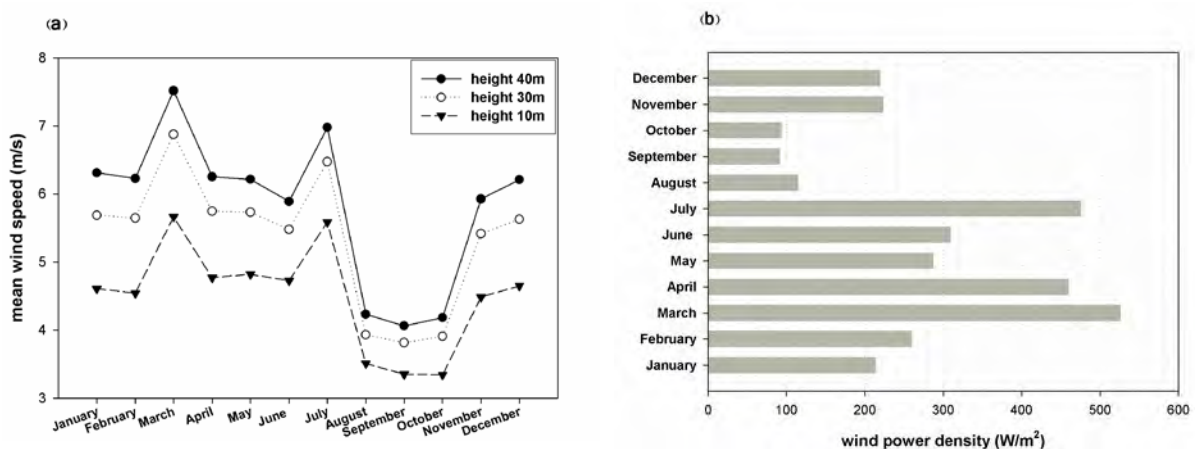 (a)
8
7
6
5
4
3
mean wind speed (m/s)
height 40m
height 30m
height 10m
January
February
March
April
May
June
July
August
September
October
November
December
(b)
December
November
October
September
August
July
June
May
April
March
February
January
0 100 200 300 400 500 600
wind power density (W/m²)